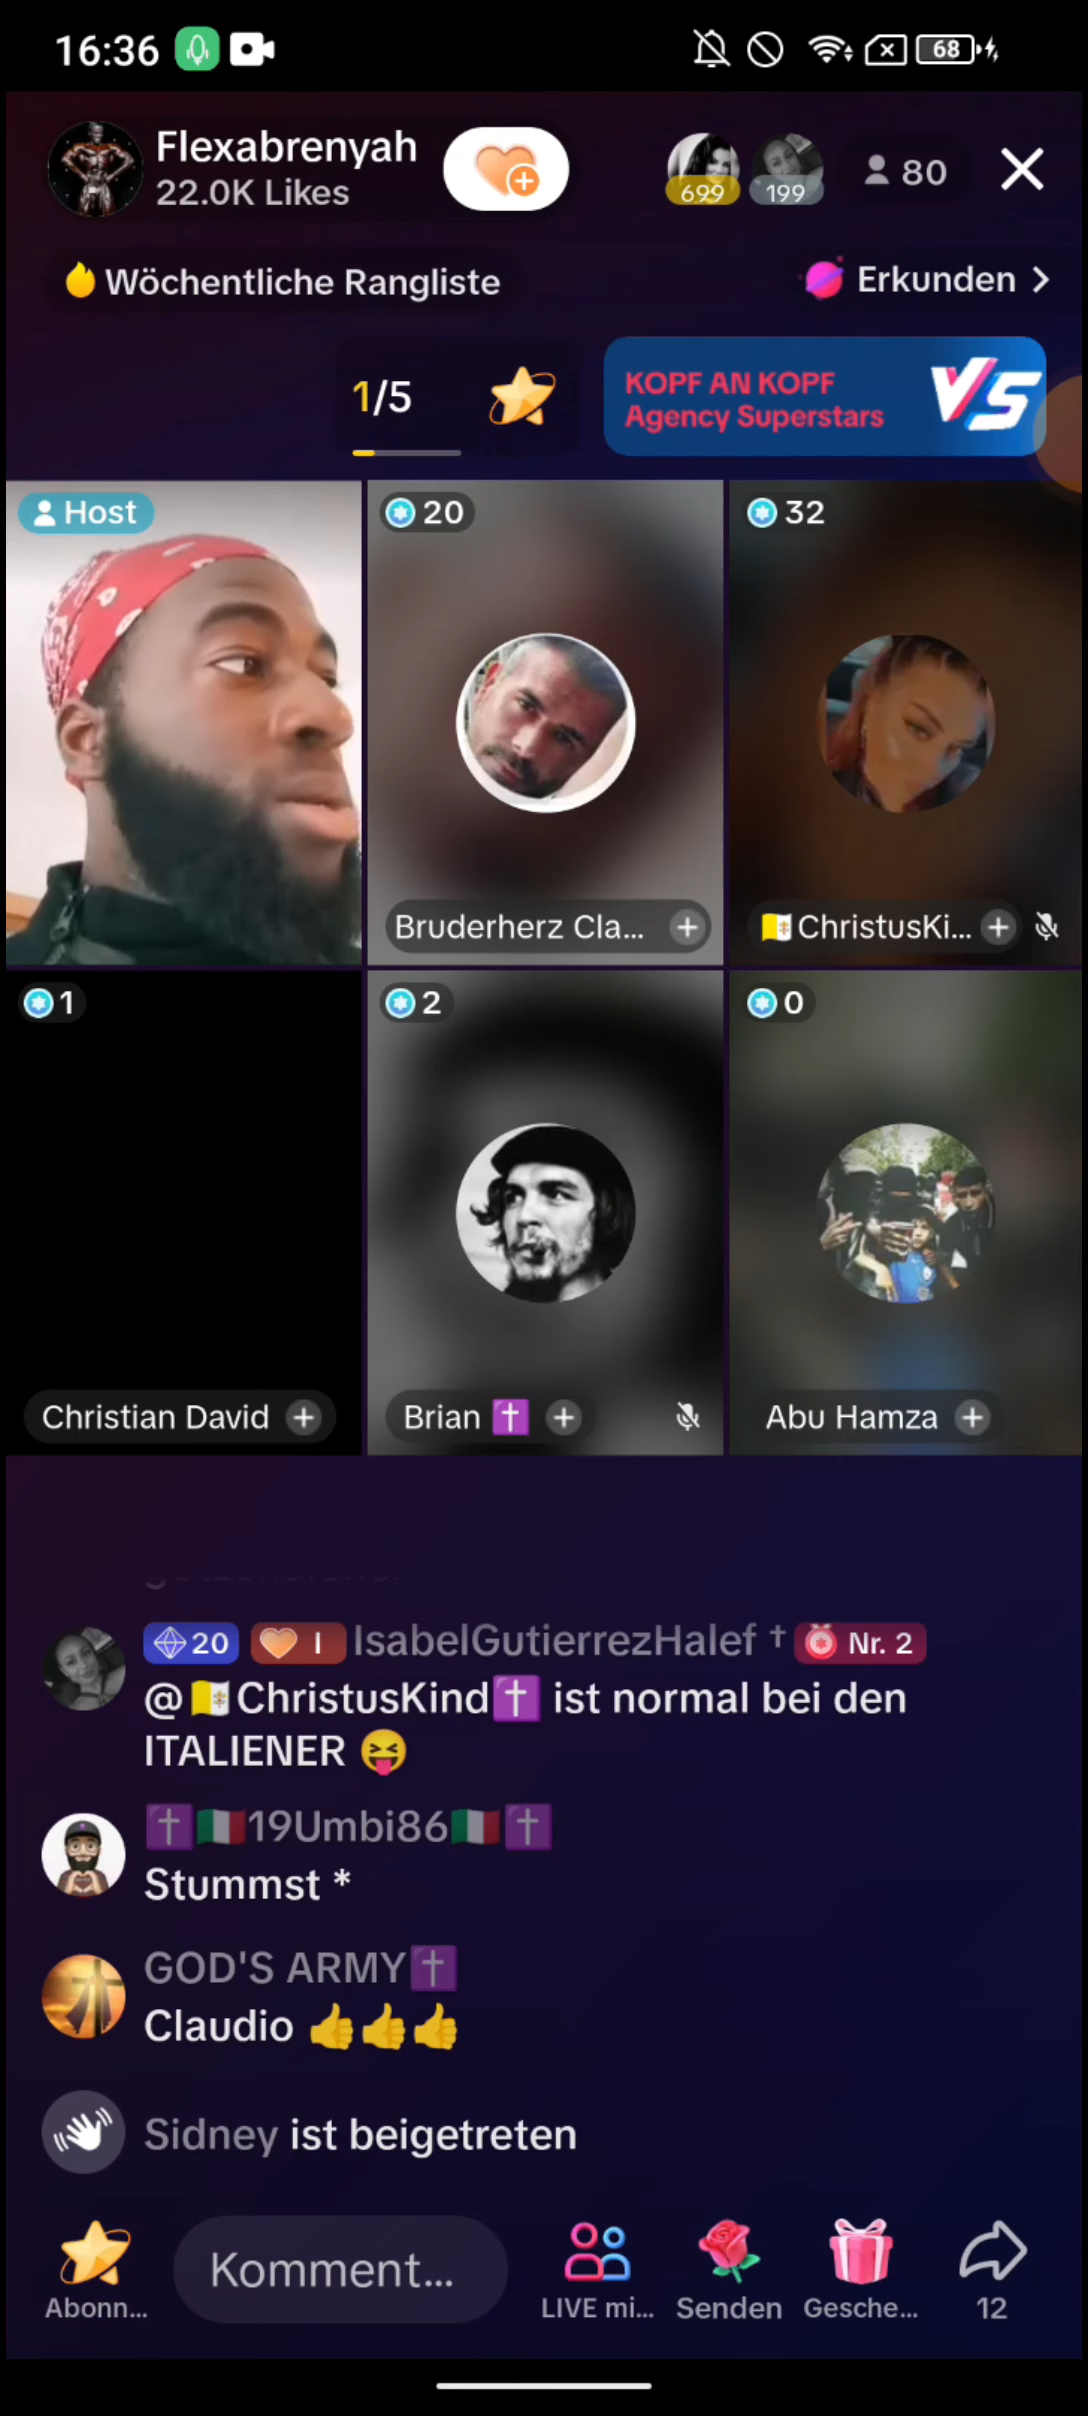 16:36
68
Flexabrenyah
22.0K Likes
699
199
80
Wöchentliche Rangliste
Erkunden
1/5
KOPF AN KOPF
Agency Superstars
VS
Host
20
32
Bruderherz Cla...
ChristusKi...
1
2
0
Christian David
Brian ✝️
Abu Hamza
20 I IsabelGutierrezHalef † Nr. 2
@🇻🇦ChristusKind✝️ ist normal bei den
ITALIENER 😝
✝️🇮🇹19Umbi86🇮🇹✝️
Stummst *
GOD'S ARMY✝️
Claudio 👍👍👍
Sidney ist beigetreten
Komment...
Abonn...
LIVE mi...
Senden
Gesche...
12